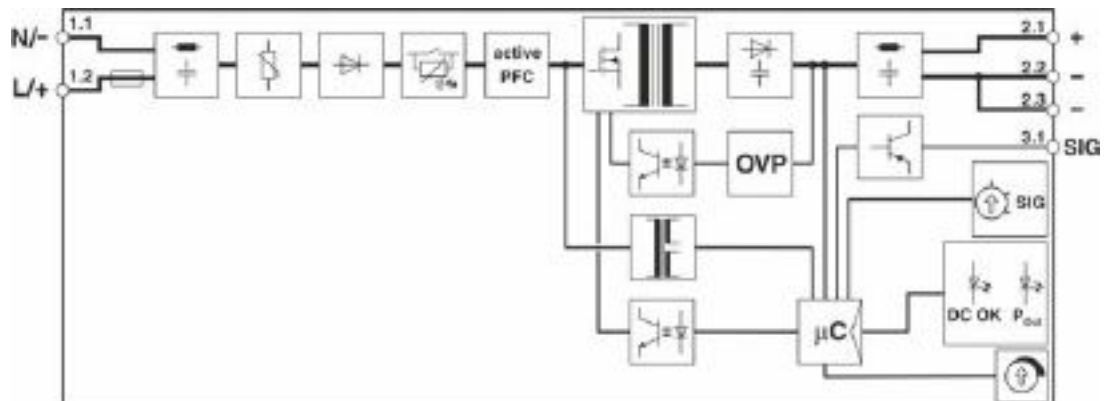 N/-
1.1
L/+
1.2
active
PFC
2.1
+
2.2
-
2.3
-
3.1
SIG
OVP
SIG
DC OK
POut
µC